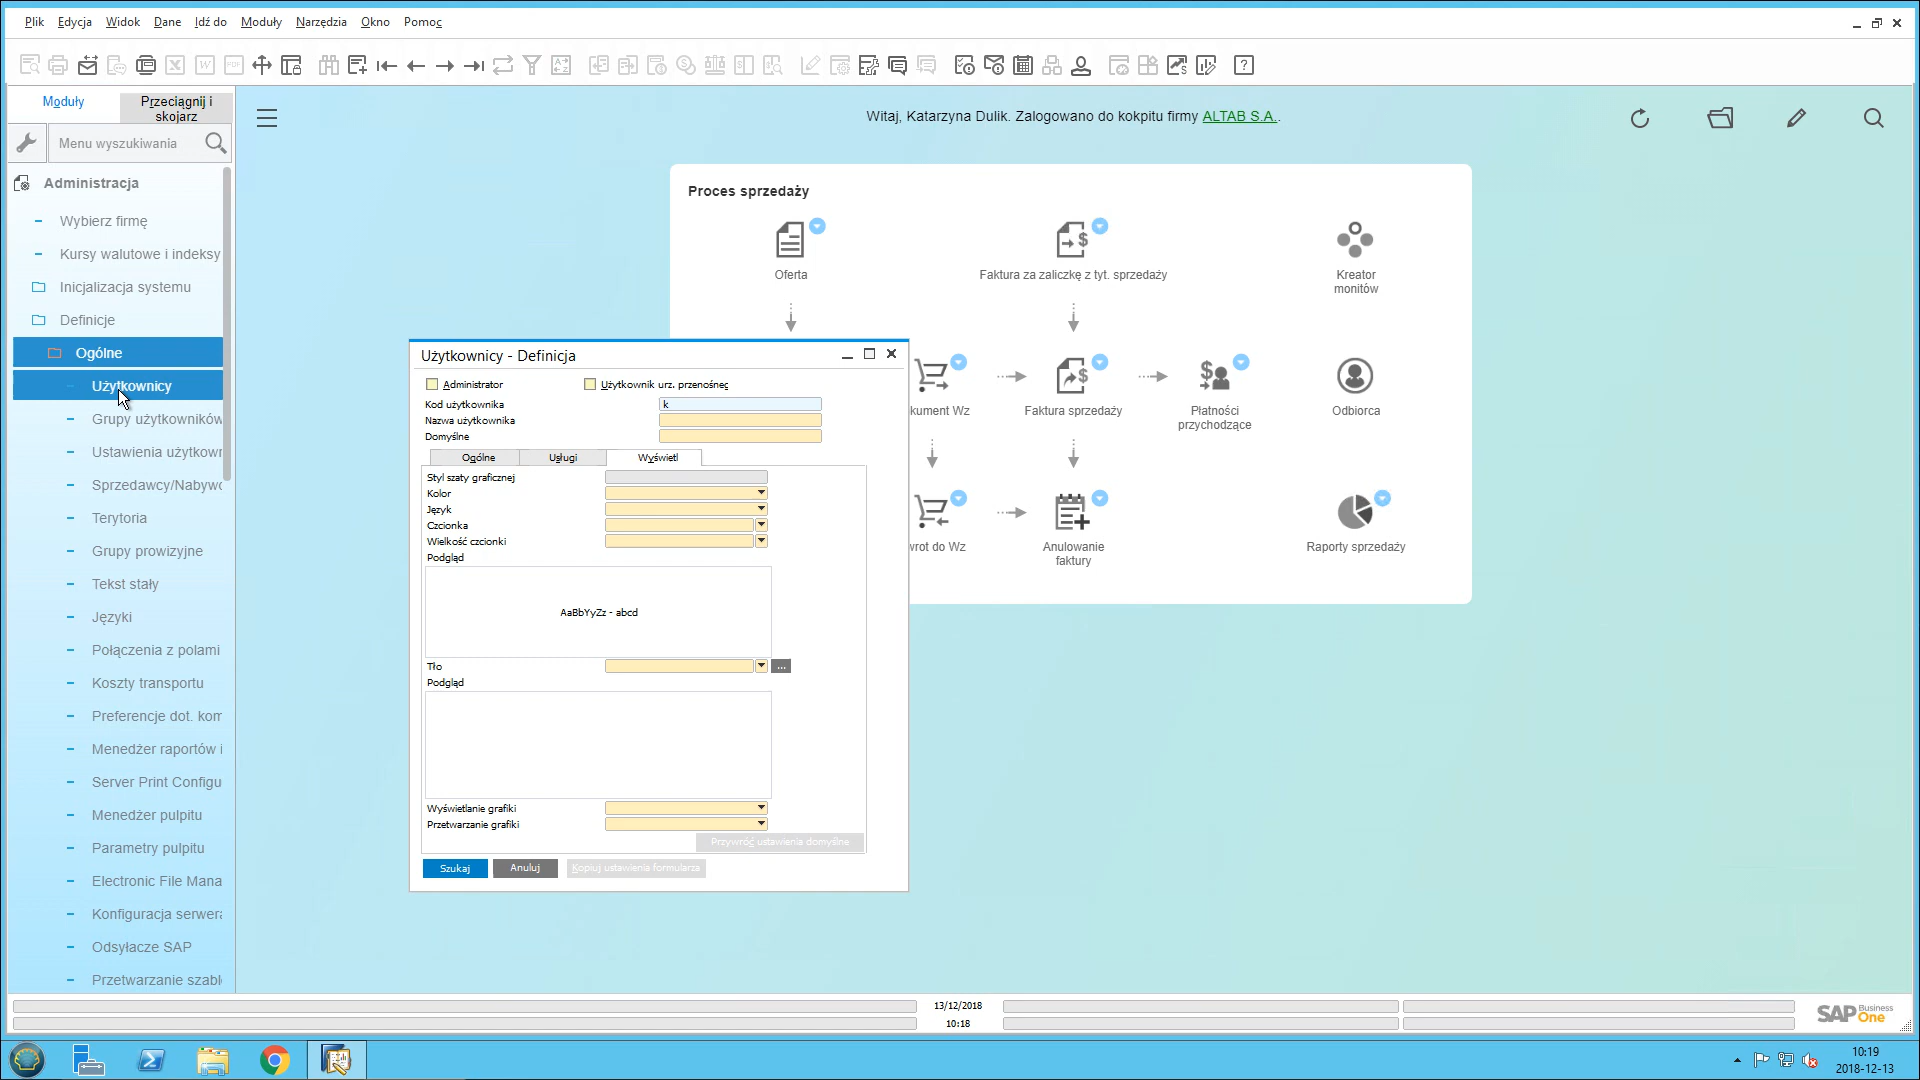 Plik Edycja Widok Dane Idź do Moduły Narzędzia Okno Pomoc
Moduły
Przeciągnij i
skojarz
Menu wyszukiwania
Administracja
Wybierz firmę
Kursy walutowe i indeksy
Inicjalizacja systemu
Definicje
Ogólne
Użytkownicy
Grupy użytkowników
Ustawienia użytkowr
Sprzedawcy/Nabywc
Terytoria
Grupy prowizyjne
Tekst stały
Języki
Połączenia z polami
Koszty transportu
Preferencje dot. kom
Menedżer raportów i
Server Print Configu
Menedżer pulpitu
Parametry pulpitu
Electronic File Mana
Konfiguracja serwera
Odsyłacze SAP
Przetwarzanie szabl
Witaj, Katarzyna Dulik. Zalogowano do kokpitu firmy ALTAB S.A..
Proces sprzedaży
Oferta
Faktura za zaliczkę z tyt. sprzedaży
Kreator
monitów
kument Wz
Faktura sprzedaży
Płatności
przychodzące
Odbiorca
wrot do Wz
Anulowanie
faktury
Raporty sprzedaży
Użytkownicy - Definicja
Administrator
Użytkownik urz. przenośneg
Kod użytkownika
k
Nazwa użytkownika
Domyślne
Ogólne Usługi Wyświetl
Styl szaty graficznej
Kolor
Język
Czcionka
Wielkość czcionki
Podgląd
AaBbYyZz - abcd
Tło
...
Podgląd
Wyświetlanie grafiki
Przetwarzanie grafiki
Przywróć ustawienia domyślne
Szukaj
Anuluj
Kopiuj ustawienia formularza
13/12/2018
10:18
SAP Business One
10:19
2018-12-13